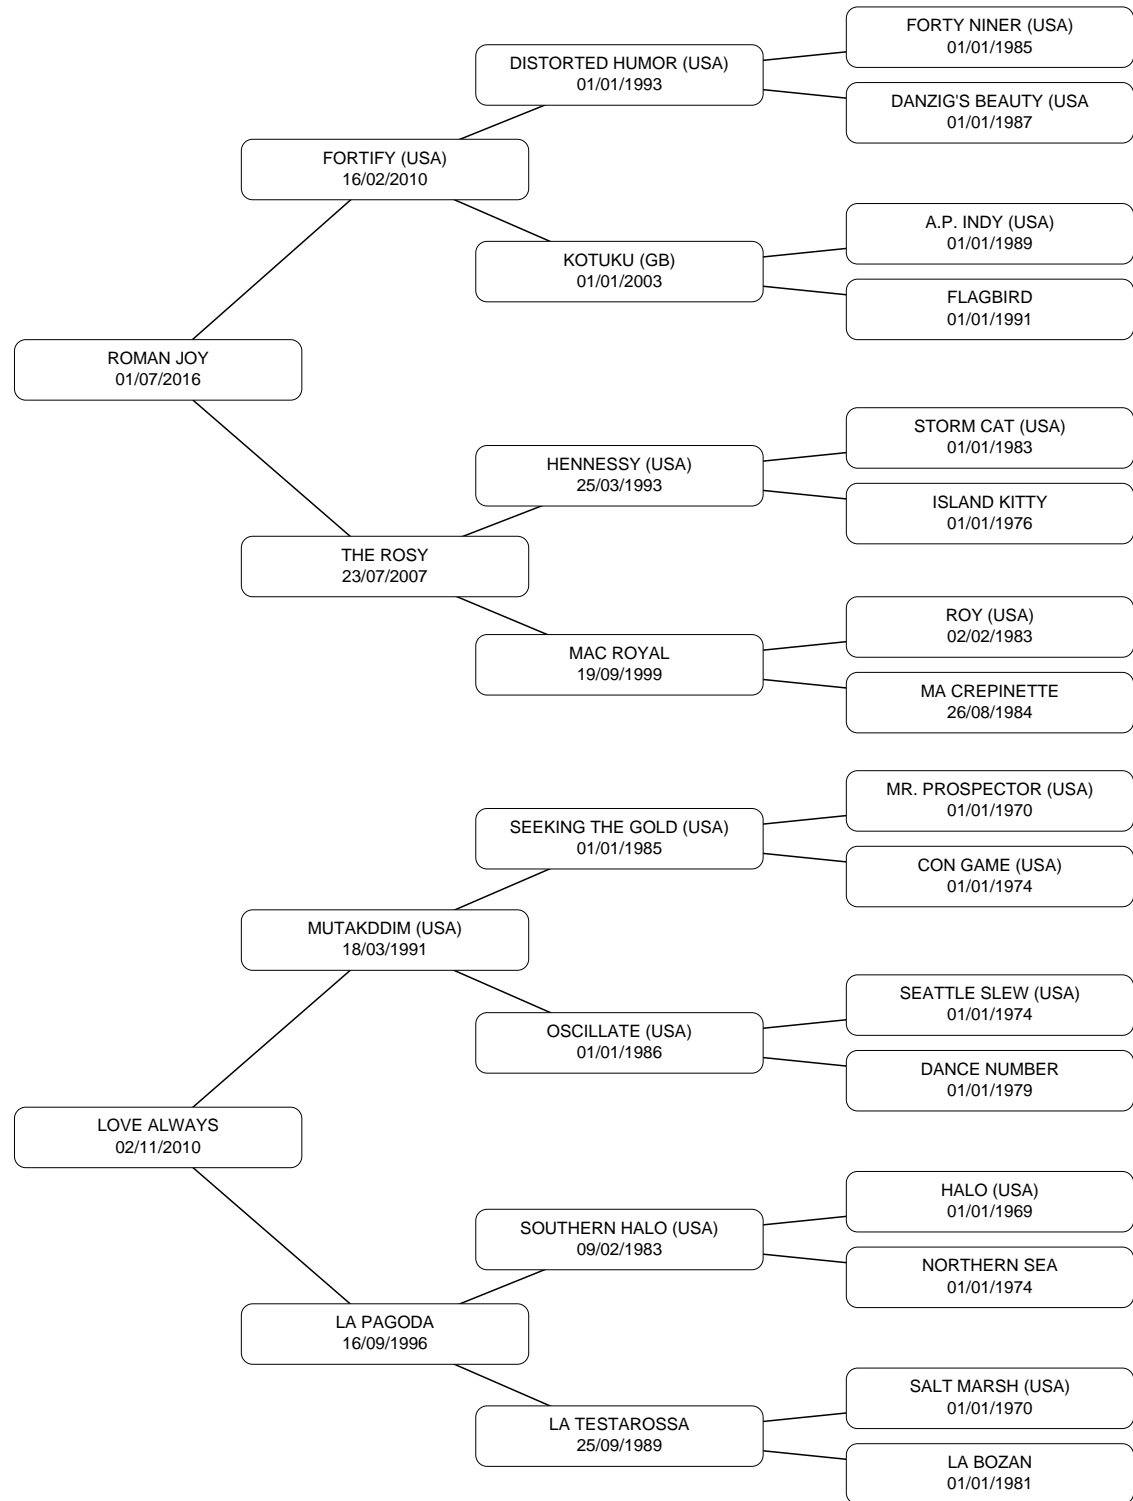 FORTY NINER (USA)
01/01/1985
DISTORTED HUMOR (USA)
01/01/1993
DANZIG'S BEAUTY (USA
01/01/1987
FORTIFY (USA)
16/02/2010
A.P. INDY (USA)
01/01/1989
KOTUKU (GB)
01/01/2003
FLAGBIRD
01/01/1991
ROMAN JOY
01/07/2016
STORM CAT (USA)
01/01/1983
HENNESSY (USA)
25/03/1993
ISLAND KITTY
01/01/1976
THE ROSY
23/07/2007
ROY (USA)
02/02/1983
MAC ROYAL
19/09/1999
MA CREPINETTE
26/08/1984
MR. PROSPECTOR (USA)
01/01/1970
SEEKING THE GOLD (USA)
01/01/1985
CON GAME (USA)
01/01/1974
MUTAKDDIM (USA)
18/03/1991
SEATTLE SLEW (USA)
01/01/1974
OSCILLATE (USA)
01/01/1986
DANCE NUMBER
01/01/1979
LOVE ALWAYS
02/11/2010
HALO (USA)
01/01/1969
SOUTHERN HALO (USA)
09/02/1983
NORTHERN SEA
01/01/1974
LA PAGODA
16/09/1996
SALT MARSH (USA)
01/01/1970
LA TESTAROSSA
25/09/1989
LA BOZAN
01/01/1981